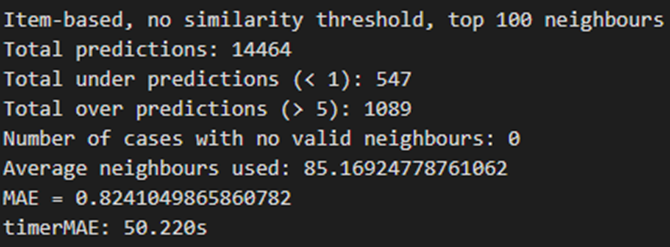 Item-based, no similarity threshold, top 100 neighbours
Total predictions: 14464
Total under predictions (< 1): 547
Total over predictions (> 5): 1089
Number of cases with no valid neighbours: 0
Average neighbours used: 85.16924778761062
MAE = 0.8241049865860782
timerMAE: 50.220s